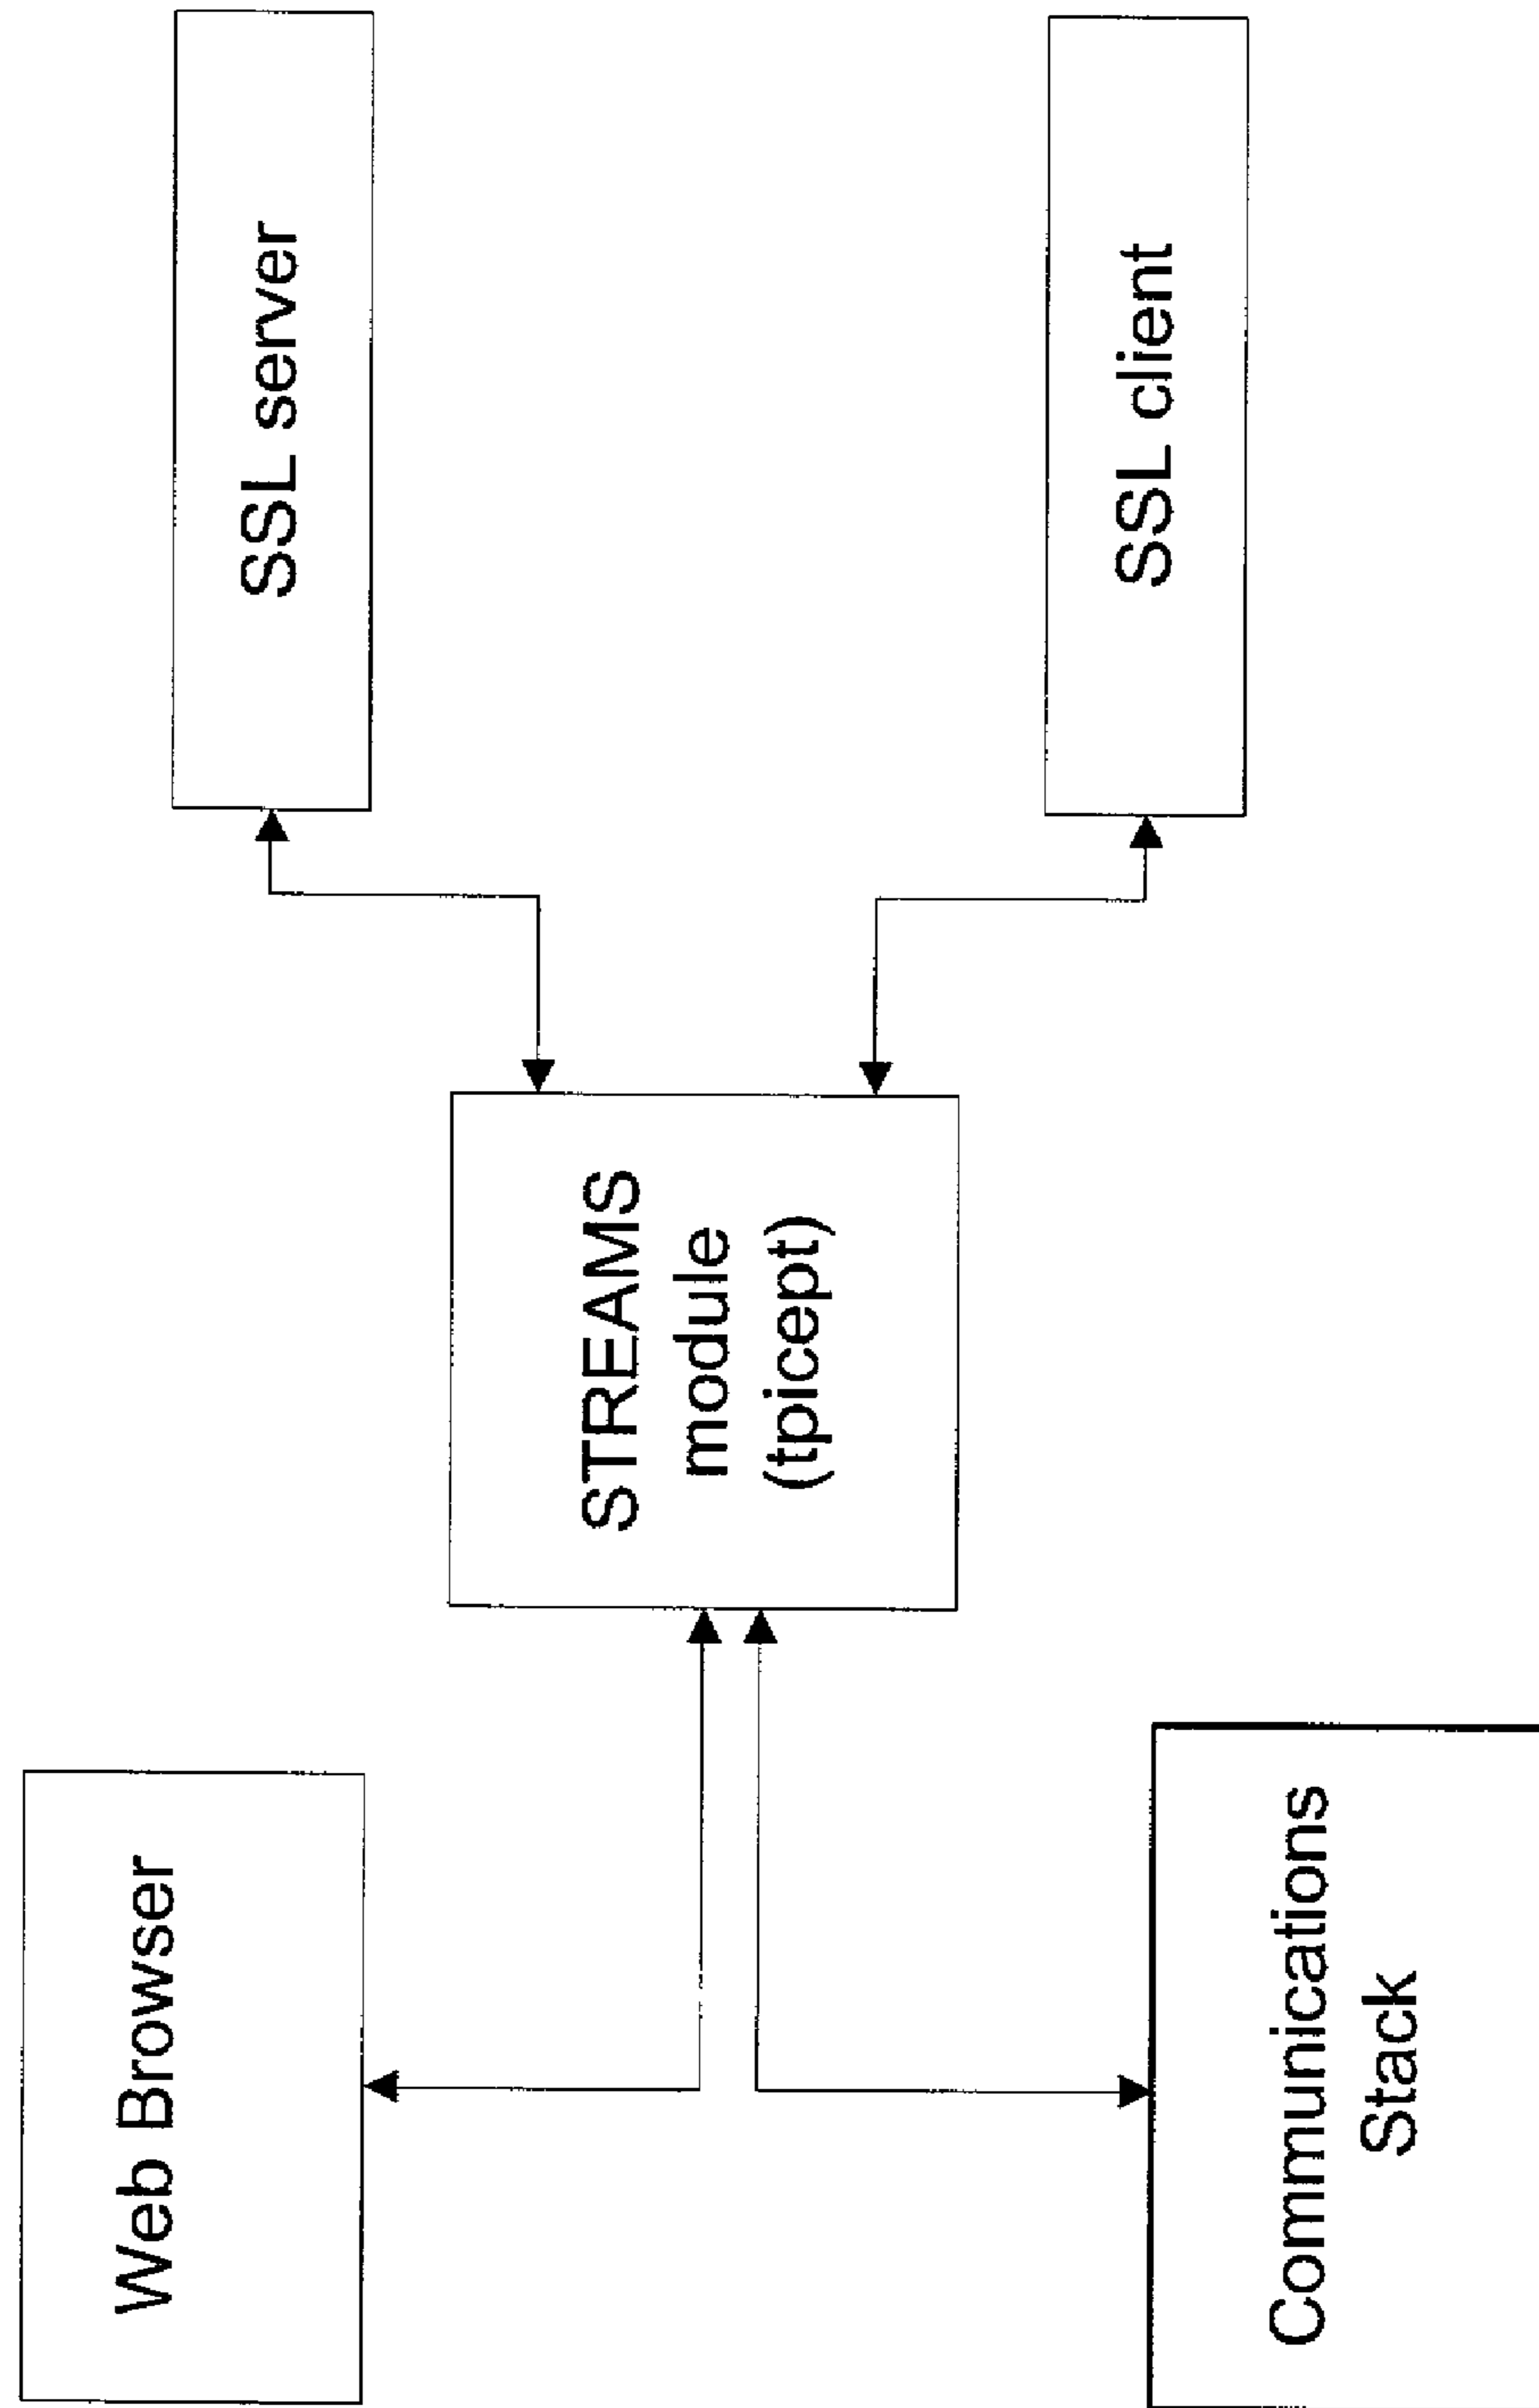 Web Browser
SSL server
STREAMS
module
(tpicept)
Communications
Stack
SSL client